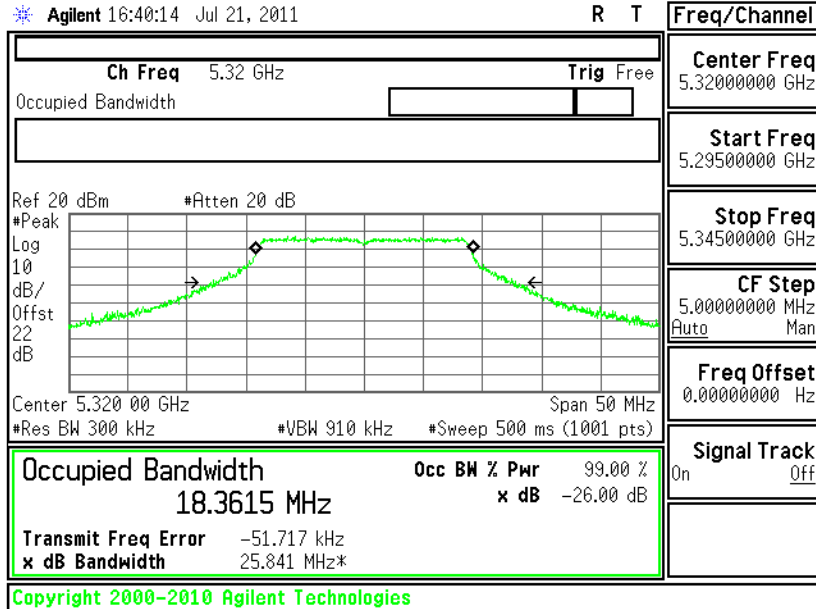 Agilent 16:40:14 Jul 21, 2011 R T
Freq/Channel
Ch Freq 5.32 GHz Trig Free
Occupied Bandwidth
Center Freq
5.32000000 GHz
Start Freq
5.29500000 GHz
Stop Freq
5.34500000 GHz
CF Step
5.00000000 MHz
Auto Man
Freq Offset
0.00000000 Hz
Signal Track
On Off
Ref 20 dBm #Atten 20 dB
#Peak
Log
10
dB/
Offst
22
dB
Center 5.320 00 GHz Span 50 MHz
#Res BW 300 kHz #VBW 910 kHz #Sweep 500 ms (1001 pts)
Occupied Bandwidth
18.3615 MHz
Occ BW % Pwr 99.00 %
x dB -26.00 dB
Transmit Freq Error -51.717 kHz
x dB Bandwidth 25.841 MHz*
Copyright 2000-2010 Agilent Technologies